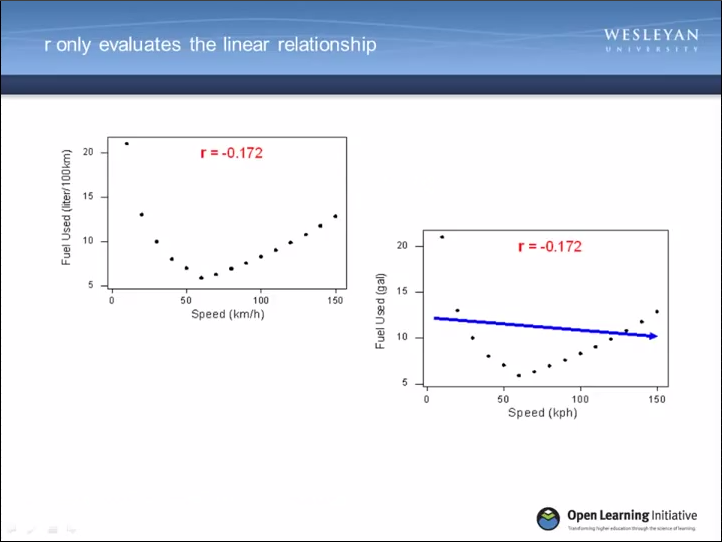 r only evaluates the linear relationship
WESLEYAN
UNIVERSITY
r = -0.172
20
15
10
5
Fuel Used (liter/100km)
0 50 100 150
Speed (km/h)
r = -0.172
20
15
10
5
Fuel Used (gal)
0 50 100 150
Speed (kph)
Open Learning Initiative
Transforming higher education through the science of learning.